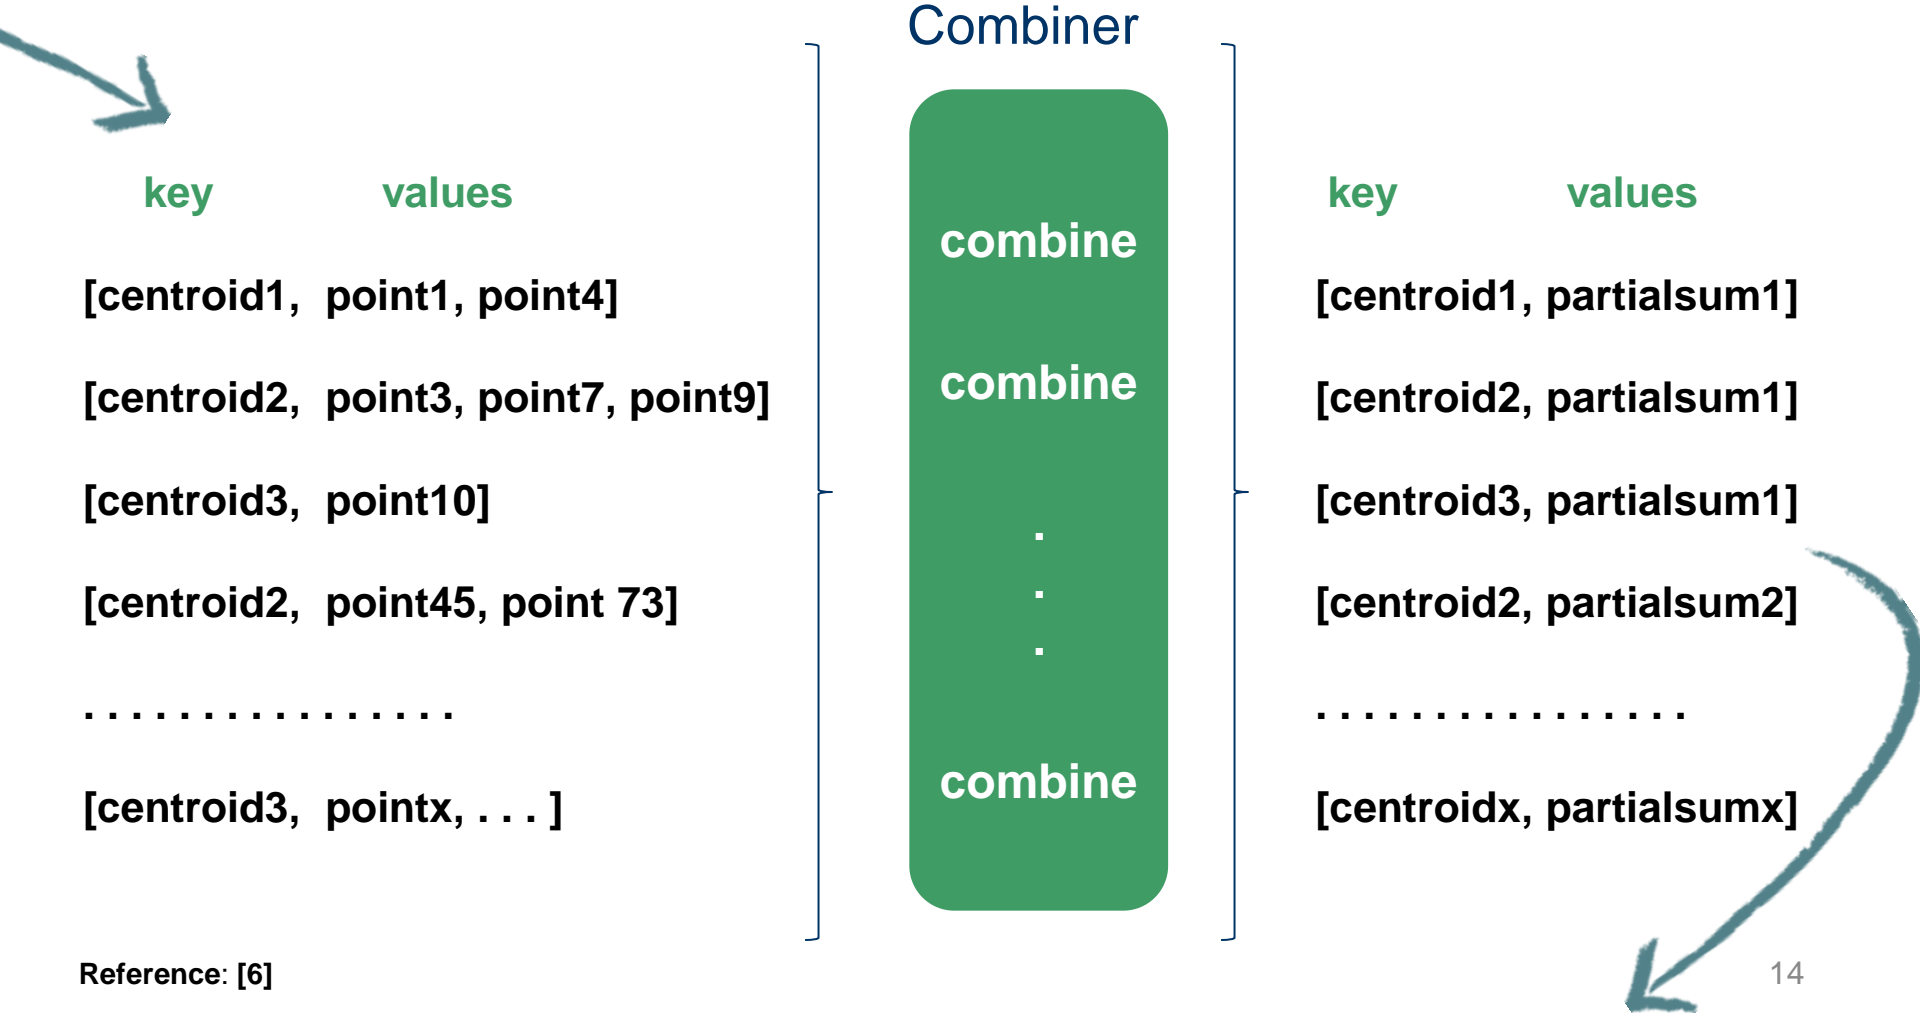 Combiner
key values
[centroid1, point1, point4]
[centroid2, point3, point7, point9]
[centroid3, point10]
[centroid2, point45, point 73]
. . . . . . . . . . . . . . . .
[centroid3, pointx, . . . ]
combine
combine
.
.
.
combine
key values
[centroid1, partialsum1]
[centroid2, partialsum1]
[centroid3, partialsum1]
[centroid2, partialsum2]
. . . . . . . . . . . . . . . .
[centroidx, partialsumx]
Reference: [6]
14